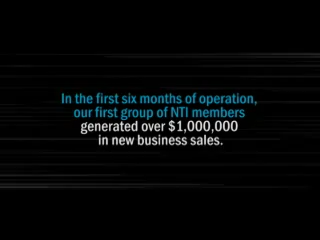 In the first six months of operation,
our first group of NTI members
generated over $1,000,000
in new business sales.